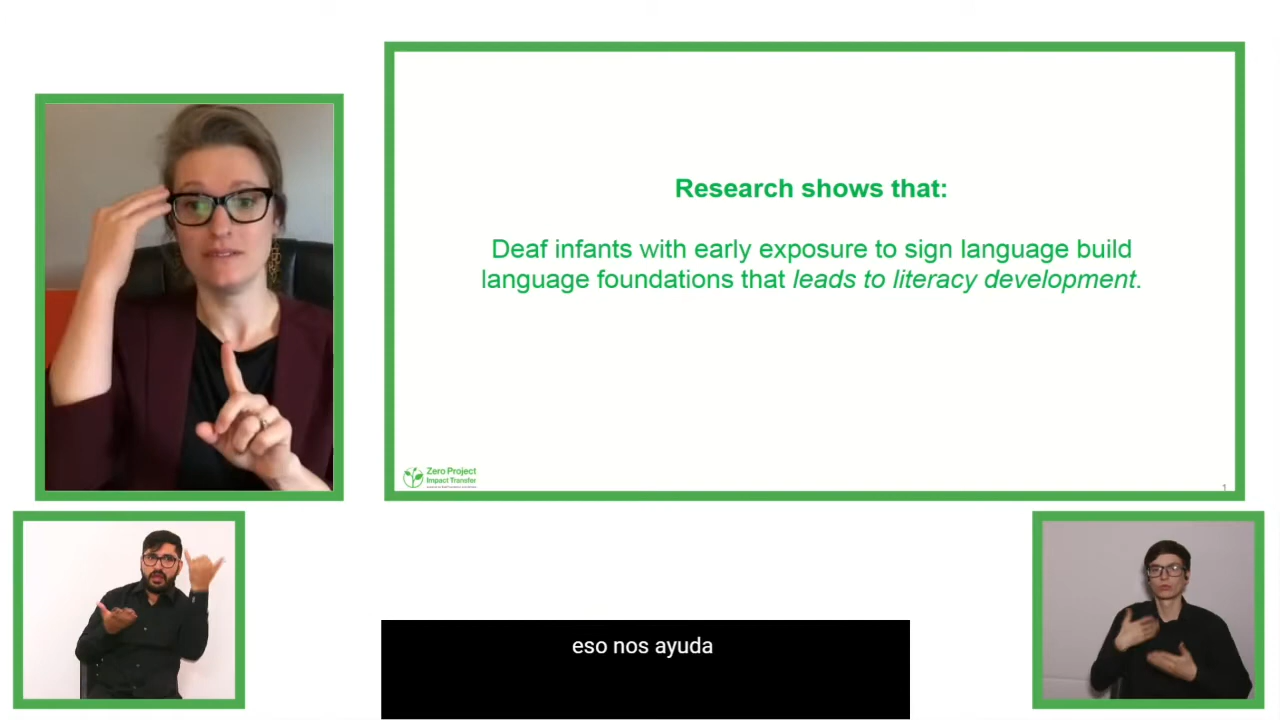 Research shows that:
Deaf infants with early exposure to sign language build
language foundations that leads to literacy development.
Zero Project
Impact Transfer
1
eso nos ayuda